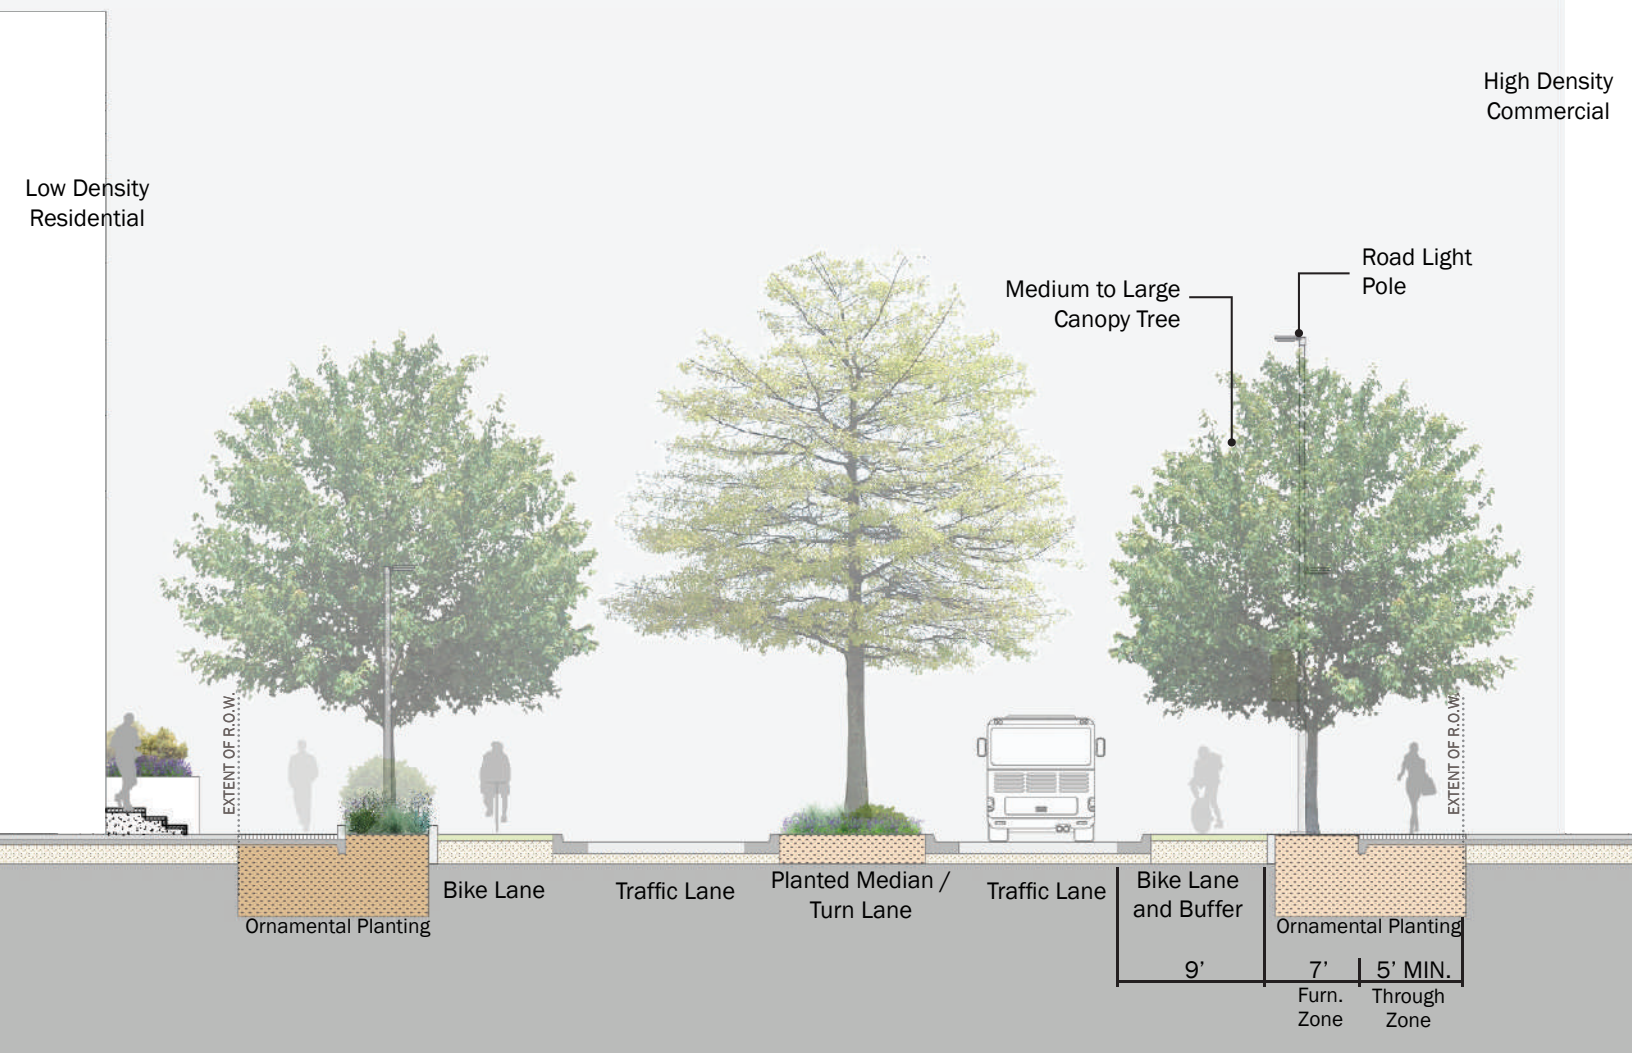 High Density
Commercial
Low Density
Residential
Road Light
Pole
Medium to Large
Canopy Tree
EXTENT OF R.O.W.
EXTENT OF R.O.W.
Bike Lane
Traffic Lane
Planted Median /
Turn Lane
Traffic Lane
Bike Lane
and Buffer
Ornamental Planting
Ornamental Planting
9’
7’
5’ MIN.
Furn.
Zone
Through
Zone